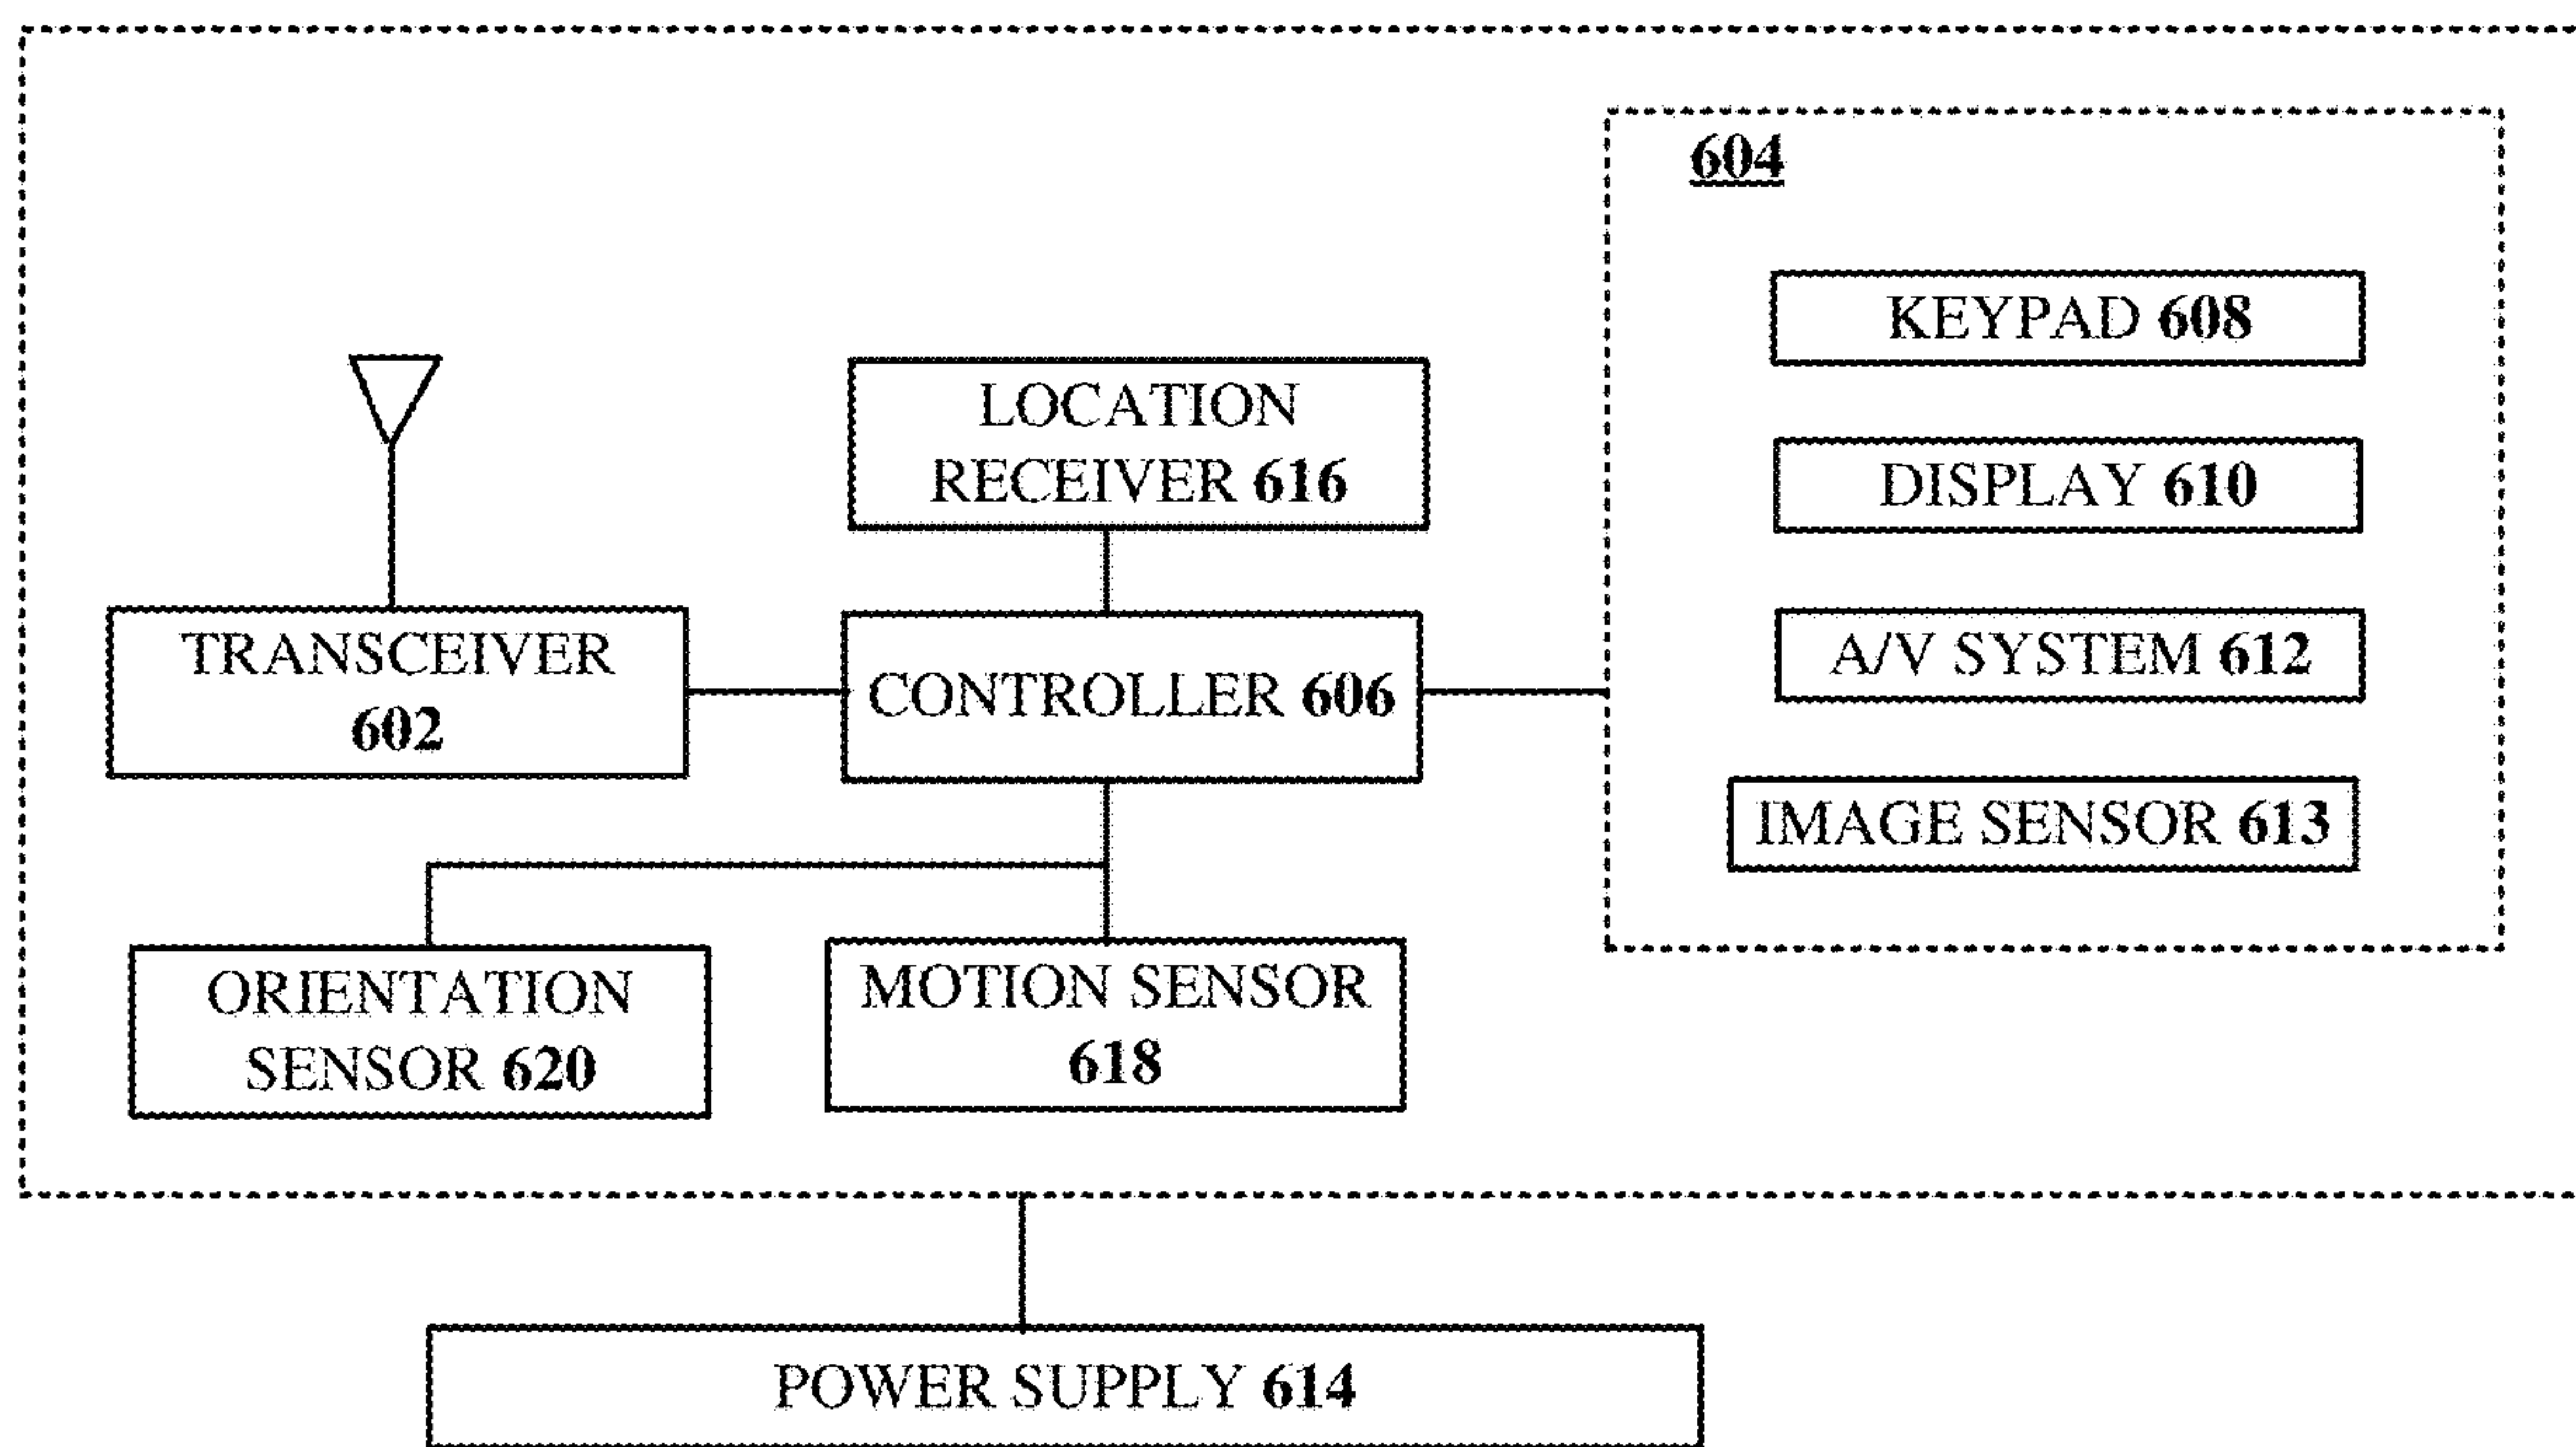 604
KEYPAD 608
DISPLAY 610
A/V SYSTEM 612
IMAGE SENSOR 613
LOCATION
RECEIVER 616
TRANSCEIVER
602
CONTROLLER 606
ORIENTATION
SENSOR 620
MOTION SENSOR
618
POWER SUPPLY 614